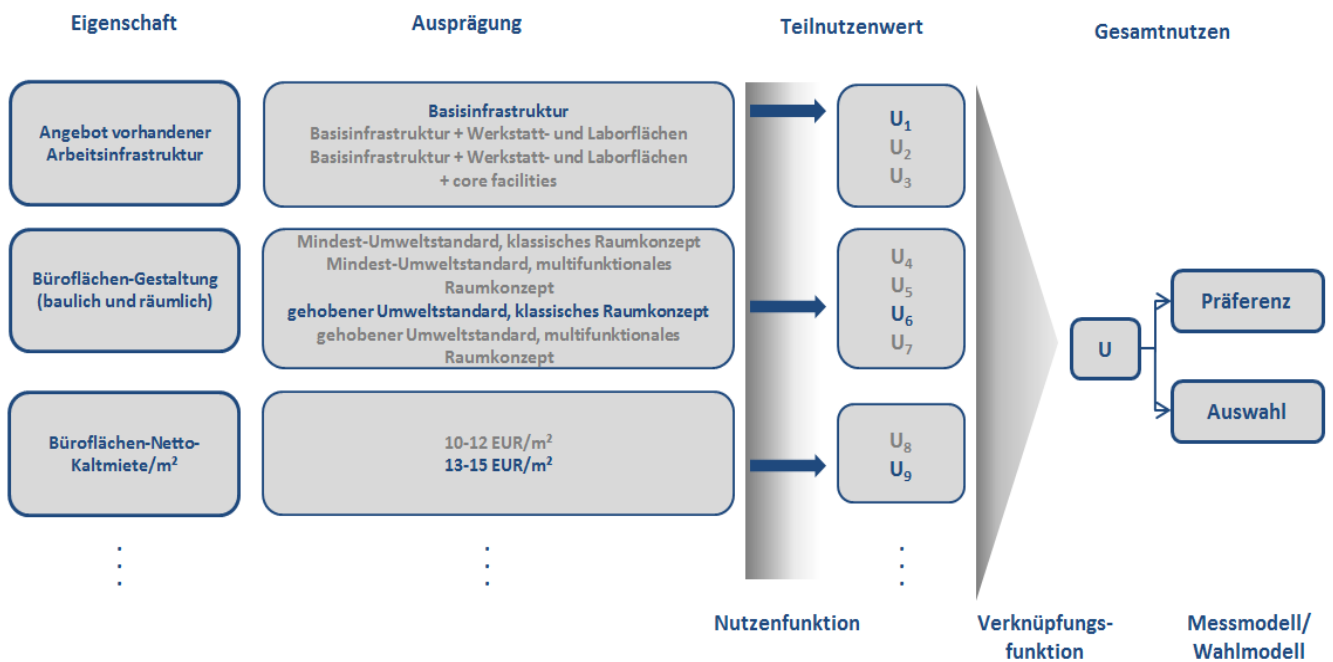 Eigenschaft
Ausprägung
Teilnutzenwert
Gesamtnutzen
Angebot vorhandener
Arbeitsinfrastruktur
Basisinfrastruktur
Basisinfrastruktur + Werkstatt- und Laborflächen
Basisinfrastruktur + Werkstatt- und Laborflächen
+ core facilities
U₁
U₂
U₃
Büroflächen-Gestaltung
(baulich und räumlich)
Mindest-Umweltstandard, klassisches Raumkonzept
Mindest-Umweltstandard, multifunktionales
Raumkonzept
gehobener Umweltstandard, klassisches Raumkonzept
gehobener Umweltstandard, multifunktionales
Raumkonzept
U₄
U₅
U₆
U₇
Büroflächen-Netto-
Kaltmiete/m²
10-12 EUR/m²
13-15 EUR/m²
U₈
U₉
U
Präferenz
Auswahl
Nutzenfunktion
Verknüpfungs-
funktion
Messmodell/
Wahlmodell